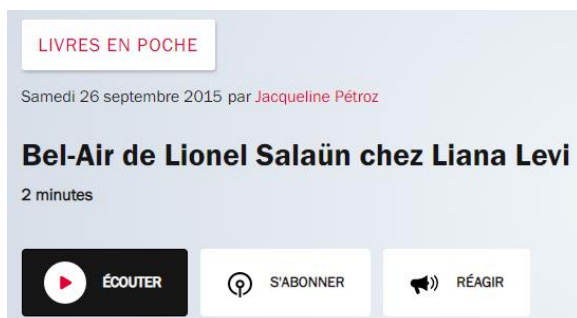 LIVRES EN POCHE
Samedi 26 septembre 2015 par Jacqueline Pétroz
Bel-Air de Lionel Salaün chez Liana Levi
2 minutes
ÉCOUTER S'ABONNER RÉAGIR